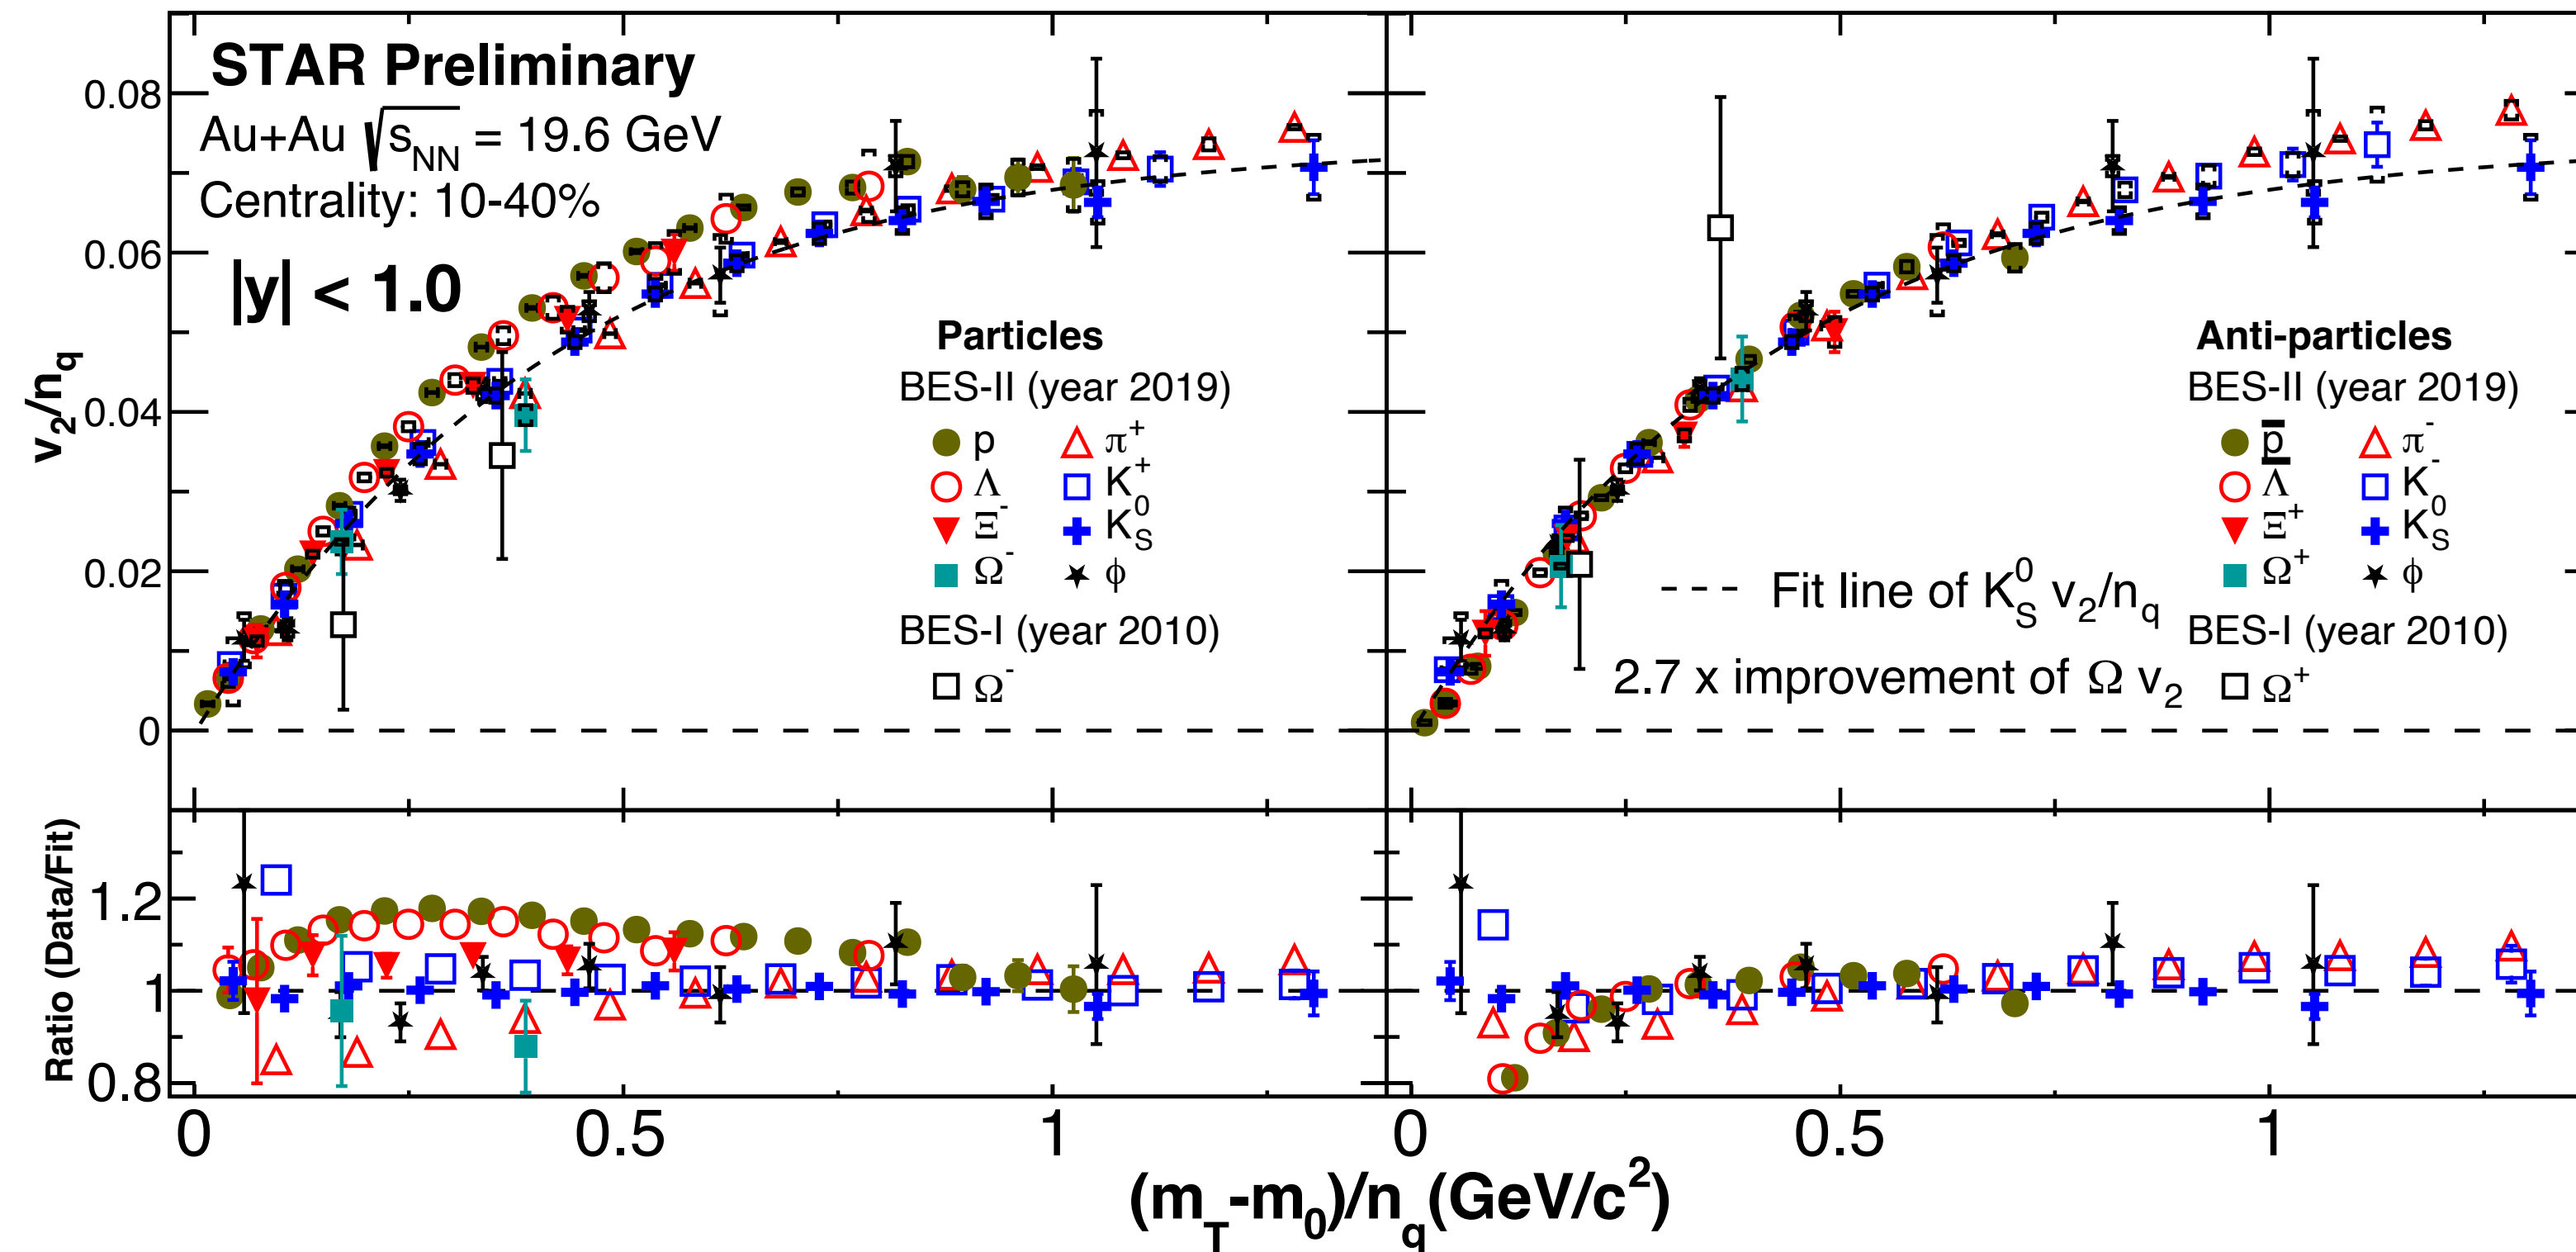 STAR Preliminary
Au+Au √sNN = 19.6 GeV
Centrality: 10-40%
|y| < 1.0
v2/nq
0.08
0.06
0.04
0.02
0
Particles
BES-II (year 2019)
p π+
Λ K+
Ξ- K0S
Ω- ϕ
BES-I (year 2010)
Ω-
Anti-particles
BES-II (year 2019)
p̅ π-
Λ̅ K-
Ξ+ K0S
Ω+ ϕ
BES-I (year 2010)
Ω+
Fit line of K0S v2/nq
2.7 x improvement of Ω v2
Ratio (Data/Fit)
1.2
1
0.8
0 0.5 1 0 0.5 1
(mT-m0)/nq(GeV/c2)